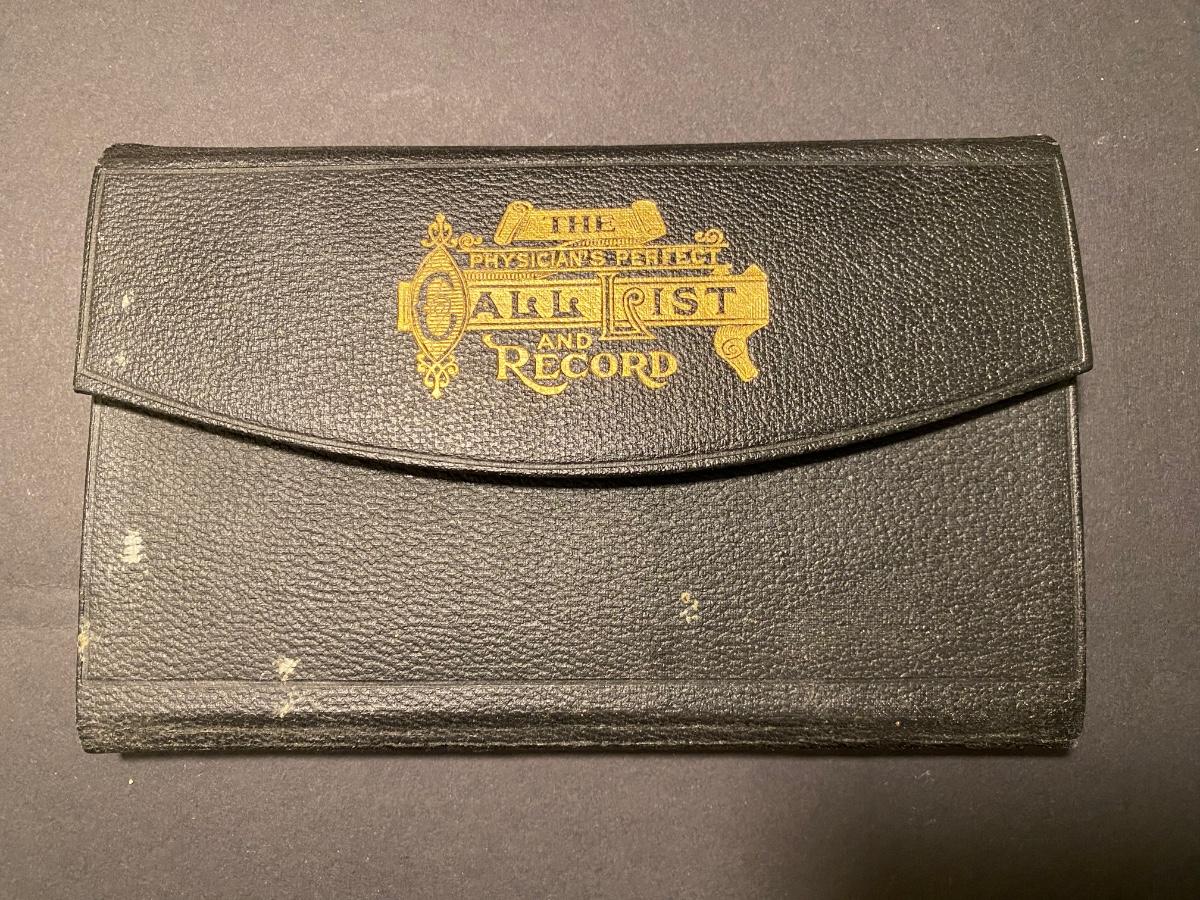 THE
PHYSICIAN'S PERFECT
CALL LIST
AND
RECORD